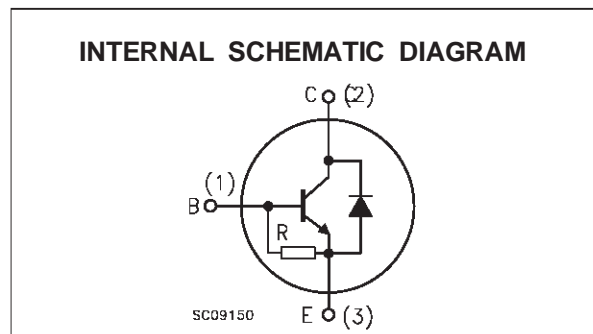 INTERNAL SCHEMATIC DIAGRAM
C (2)
(1)
B
R
SC09150
E (3)